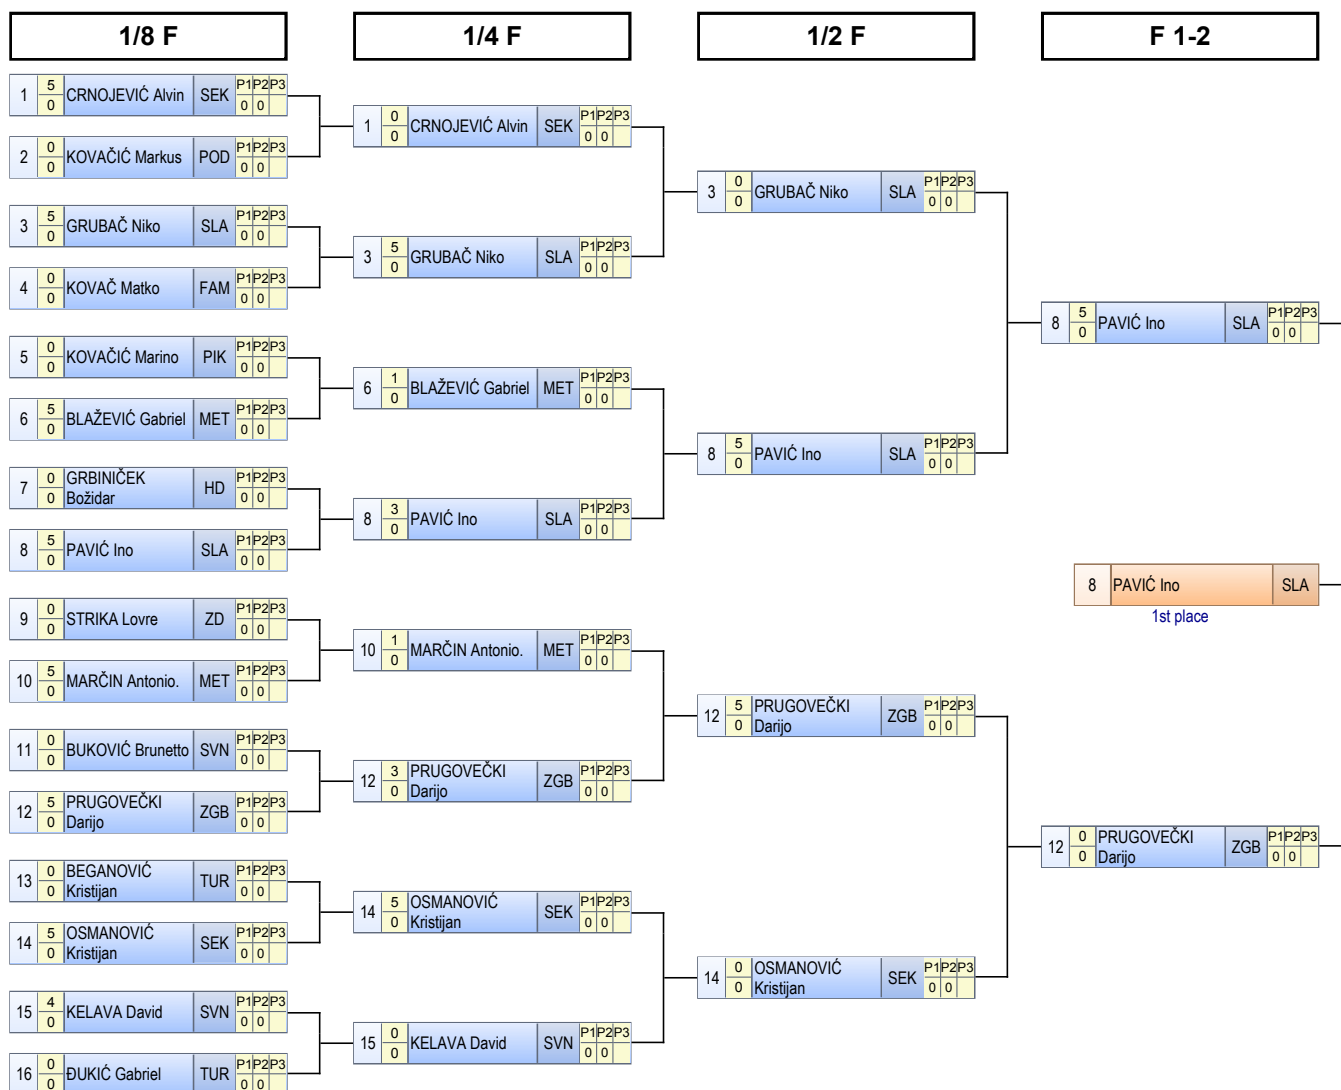 1/8 F
1/4 F
1/2 F
F 1-2
1 5 0 CRNOJEVIĆ Alvin SEK P1 P2 P3 0 0
2 0 0 KOVAČIĆ Markus POD P1 P2 P3 0 0
3 5 0 GRUBAČ Niko SLA P1 P2 P3 0 0
4 0 0 KOVAČ Matko FAM P1 P2 P3 0 0
5 0 0 KOVAČIĆ Marino PIK P1 P2 P3 0 0
6 5 0 BLAŽEVIĆ Gabriel MET P1 P2 P3 0 0
7 0 0 GRBINIČEK Božidar HD P1 P2 P3 0 0
8 5 0 PAVIĆ Ino SLA P1 P2 P3 0 0
9 0 0 STRIKA Lovre ZD P1 P2 P3 0 0
10 5 0 MARČIN Antonio. MET P1 P2 P3 0 0
11 0 0 BUKOVIĆ Brunetto SVN P1 P2 P3 0 0
12 5 0 PRUGOVEČKI Darijo ZGB P1 P2 P3 0 0
13 0 0 BEGANOVIĆ Kristijan TUR P1 P2 P3 0 0
14 5 0 OSMANOVIĆ Kristijan SEK P1 P2 P3 0 0
15 4 0 KELAVA David SVN P1 P2 P3 0 0
16 0 0 ĐUKIĆ Gabriel TUR P1 P2 P3 0 0
1 0 0 CRNOJEVIĆ Alvin SEK P1 P2 P3 0 0
3 5 0 GRUBAČ Niko SLA P1 P2 P3 0 0
6 1 0 BLAŽEVIĆ Gabriel MET P1 P2 P3 0 0
8 3 0 PAVIĆ Ino SLA P1 P2 P3 0 0
10 1 0 MARČIN Antonio. MET P1 P2 P3 0 0
12 3 0 PRUGOVEČKI Darijo ZGB P1 P2 P3 0 0
14 5 0 OSMANOVIĆ Kristijan SEK P1 P2 P3 0 0
15 0 0 KELAVA David SVN P1 P2 P3 0 0
3 0 0 GRUBAČ Niko SLA P1 P2 P3 0 0
8 5 0 PAVIĆ Ino SLA P1 P2 P3 0 0
12 5 0 PRUGOVEČKI Darijo ZGB P1 P2 P3 0 0
14 0 0 OSMANOVIĆ Kristijan SEK P1 P2 P3 0 0
8 5 0 PAVIĆ Ino SLA P1 P2 P3 0 0
8 PAVIĆ Ino SLA
1st place
12 0 0 PRUGOVEČKI Darijo ZGB P1 P2 P3 0 0